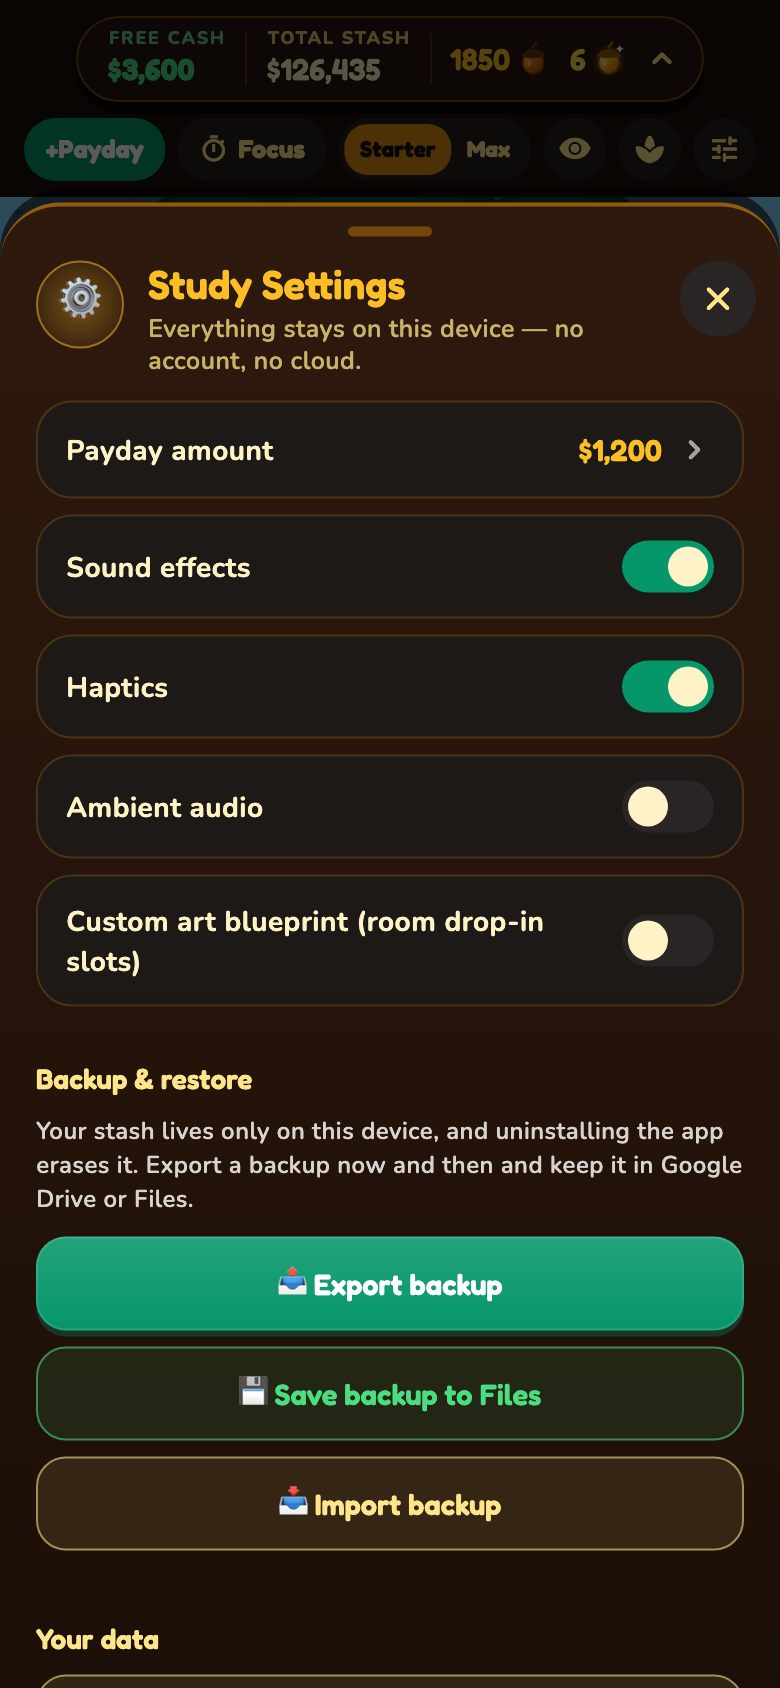 FREE CASH
$3,600
TOTAL STASH
$126,435
1850
6
+Payday
Focus
Starter
Max
Study Settings
Everything stays on this device — no
account, no cloud.
Payday amount
$1,200
Sound effects
Haptics
Ambient audio
Custom art blueprint (room drop-in
slots)
Backup & restore
Your stash lives only on this device, and uninstalling the app
erases it. Export a backup now and then and keep it in Google
Drive or Files.
Export backup
Save backup to Files
Import backup
Your data